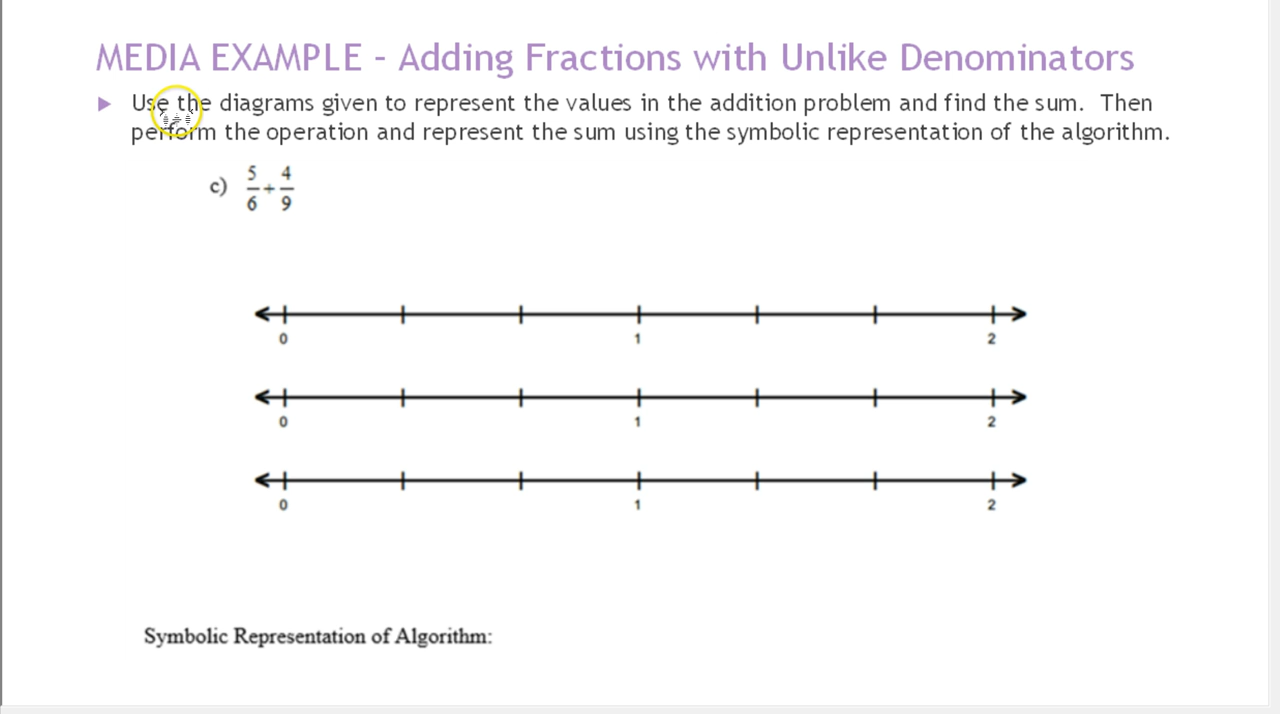 MEDIA EXAMPLE - Adding Fractions with Unlike Denominators
Use the diagrams given to represent the values in the addition problem and find the sum. Then
perform the operation and represent the sum using the symbolic representation of the algorithm.
c) 5/6 + 4/9
0 1 2
0 1 2
0 1 2
Symbolic Representation of Algorithm: